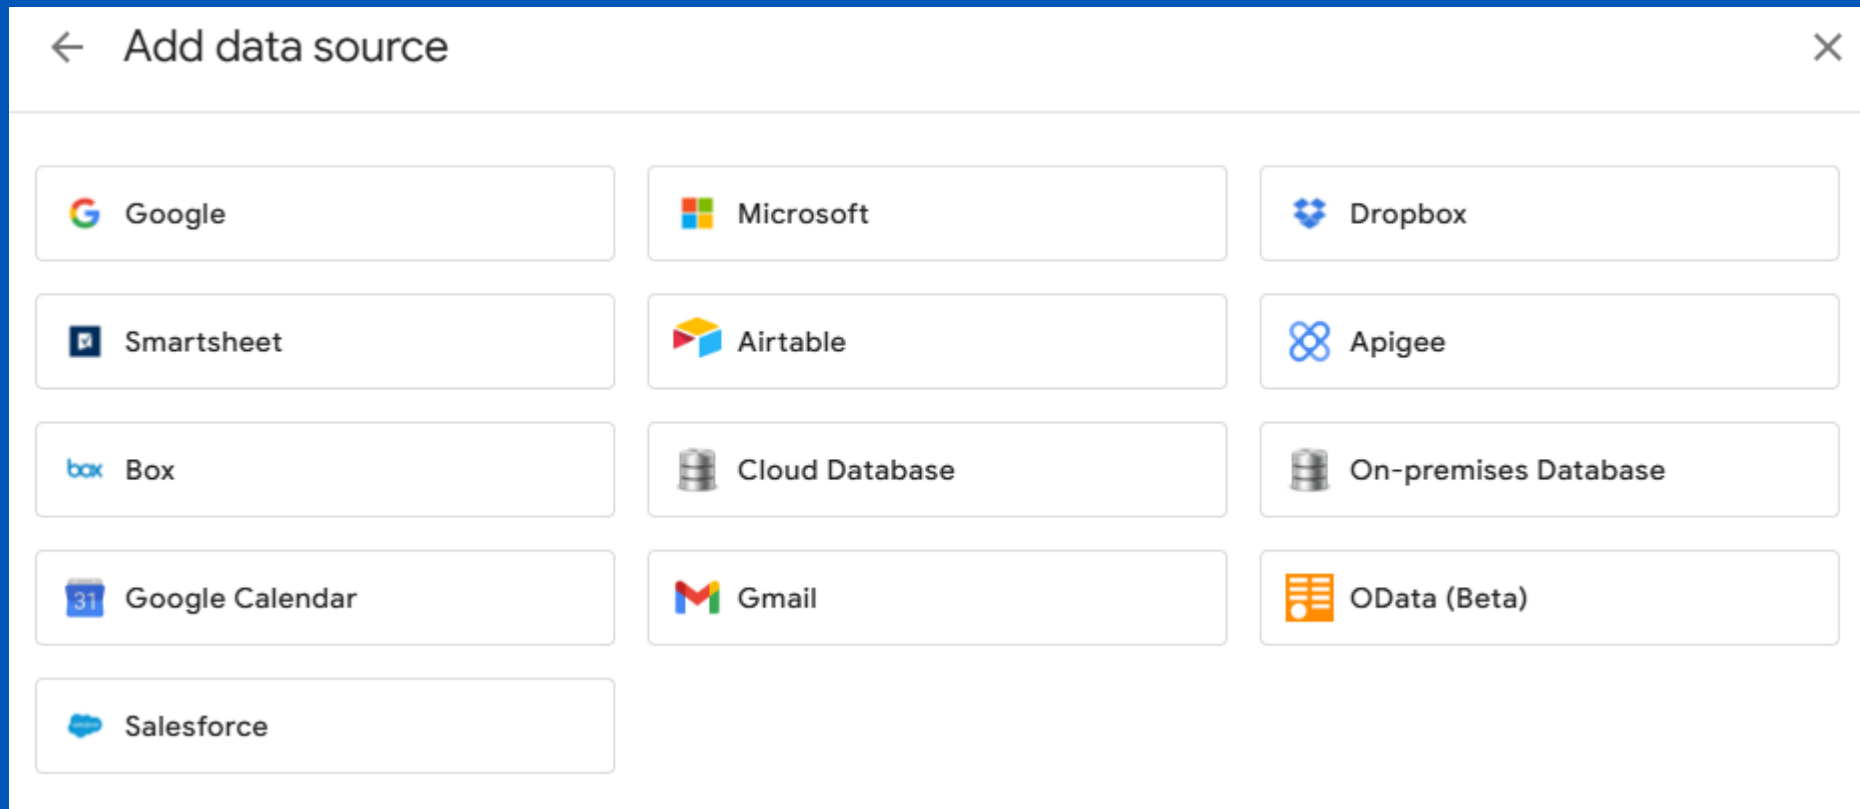 Add data source
Google
Microsoft
Dropbox
Smartsheet
Airtable
Apigee
box Box
Cloud Database
On-premises Database
31 Google Calendar
Gmail
OData (Beta)
Salesforce